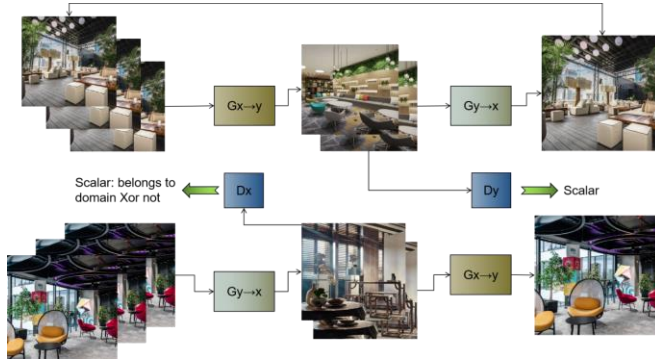 Gx→y
Gy→x
Scalar: belongs to
domain Xor not
Dx
Dy
Scalar
Gy→x
Gx→y